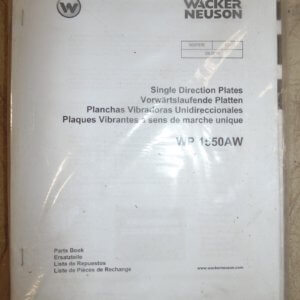 W
WACKER
NEUSON
Single Direction Plates
Vorwärtslaufende Platten
Planchas Vibradoras Unidireccionales
Plaques Vibrantes à sens de marche unique
WP 1550AW
Parts Book
Ersatzteile
Liste de Repuestos
Liste de Pièces de Rechange
www.wackerneuson.com